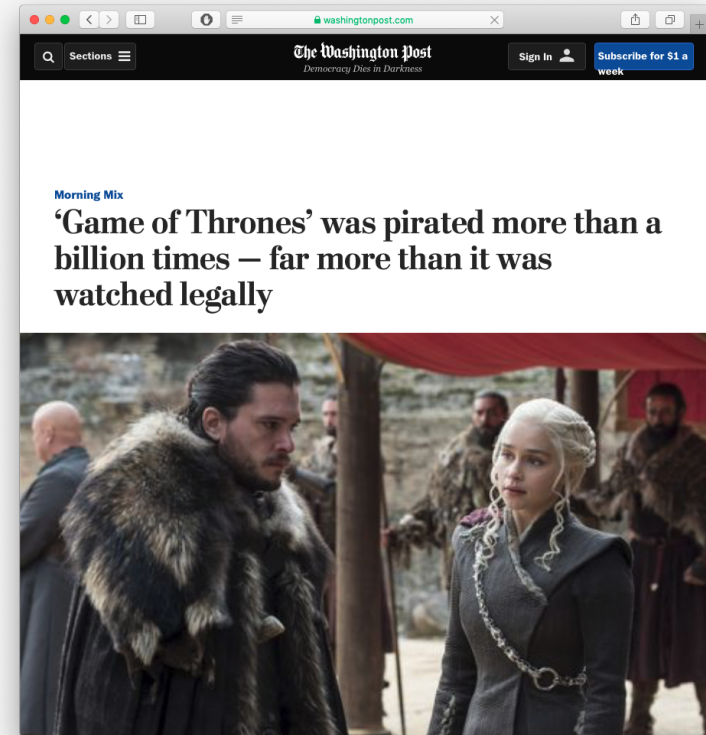 washingtonpost.com
Sections
The Washington Post
Democracy Dies in Darkness
Sign In
Subscribe for $1 a
week
Morning Mix
‘Game of Thrones’ was pirated more than a
billion times — far more than it was
watched legally